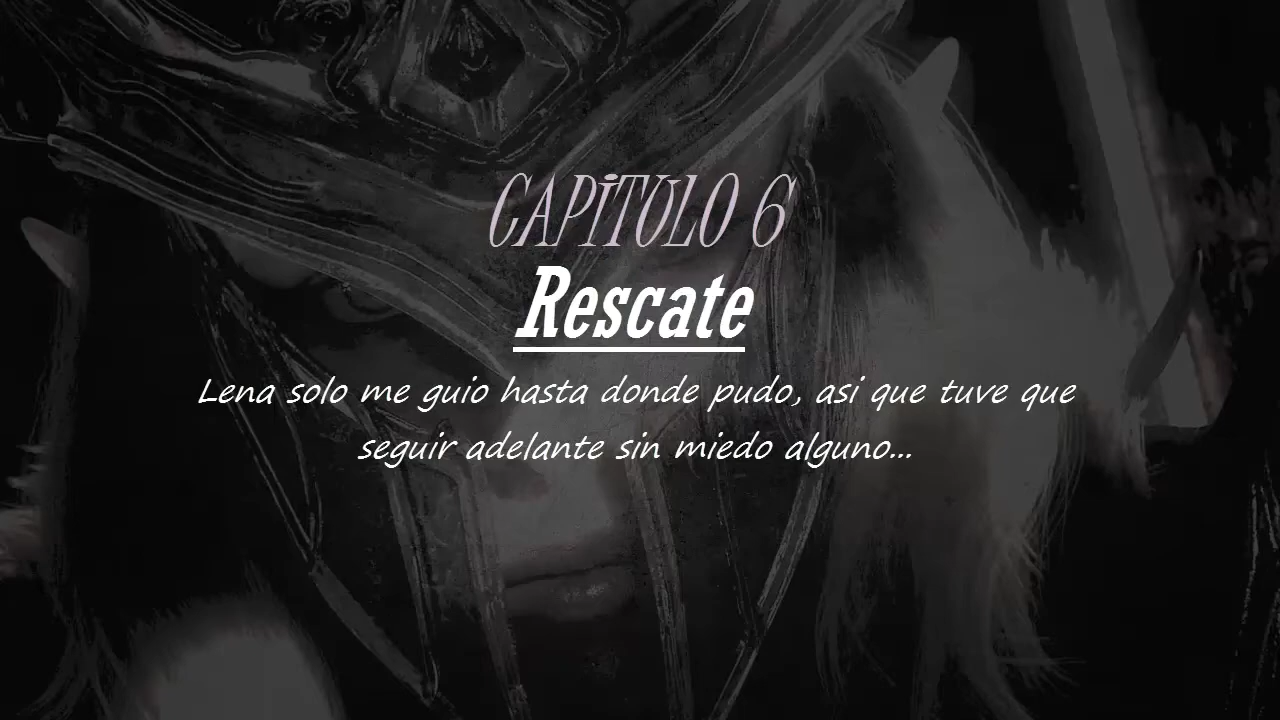 CAPÍTULO 6
Rescate
Lena solo me guio hasta donde pudo, asi que tuve que
seguir adelante sin miedo alguno...